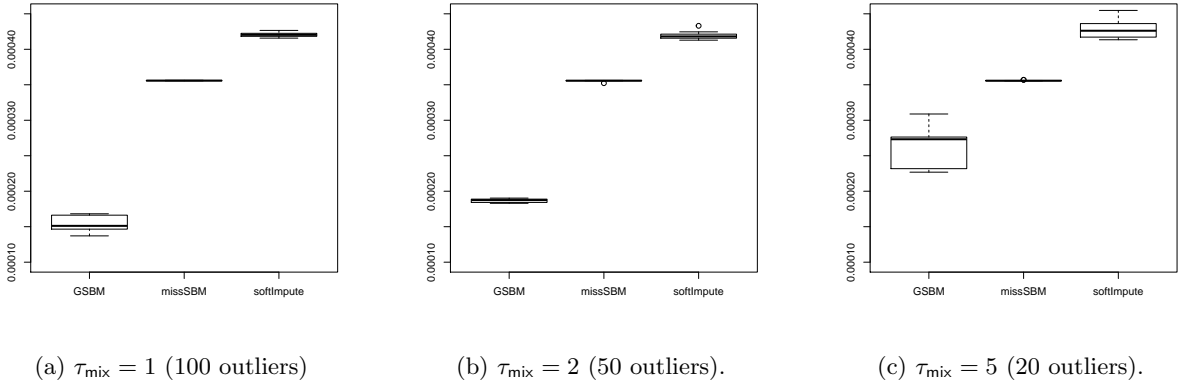 0.00040
0.00030
0.00020
0.00010
GSBM missSBM softImpute
(a) τmix = 1 (100 outliers)
0.00040
0.00030
0.00020
0.00010
GSBM missSBM softImpute
(b) τmix = 2 (50 outliers).
0.00040
0.00030
0.00020
0.00010
GSBM missSBM softImpute
(c) τmix = 5 (20 outliers).